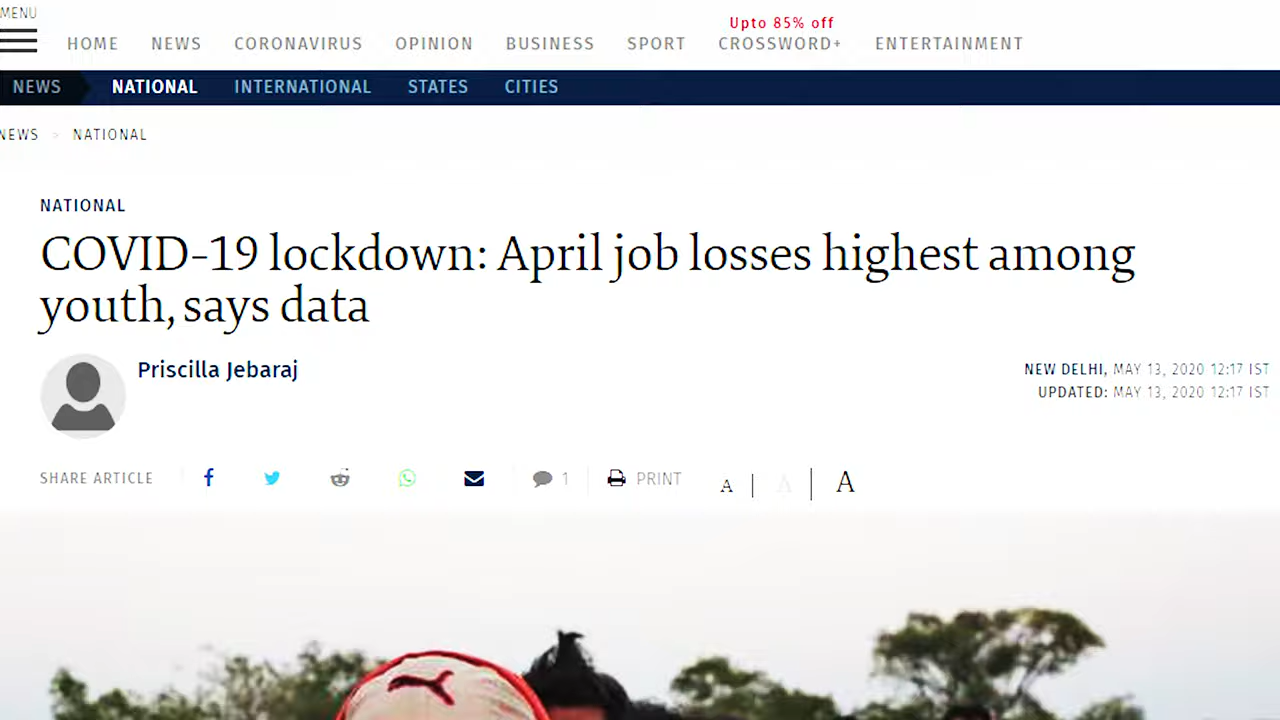 MENU
Upto 85% off
HOME NEWS CORONAVIRUS OPINION BUSINESS SPORT CROSSWORD+ ENTERTAINMENT
NEWS NATIONAL INTERNATIONAL STATES CITIES
NEWS > NATIONAL
NATIONAL
COVID-19 lockdown: April job losses highest among
youth, says data
Priscilla Jebaraj
NEW DELHI, MAY 13, 2020 12:17 IST
UPDATED: MAY 13, 2020 12:17 IST
SHARE ARTICLE 1 PRINT A | A | A